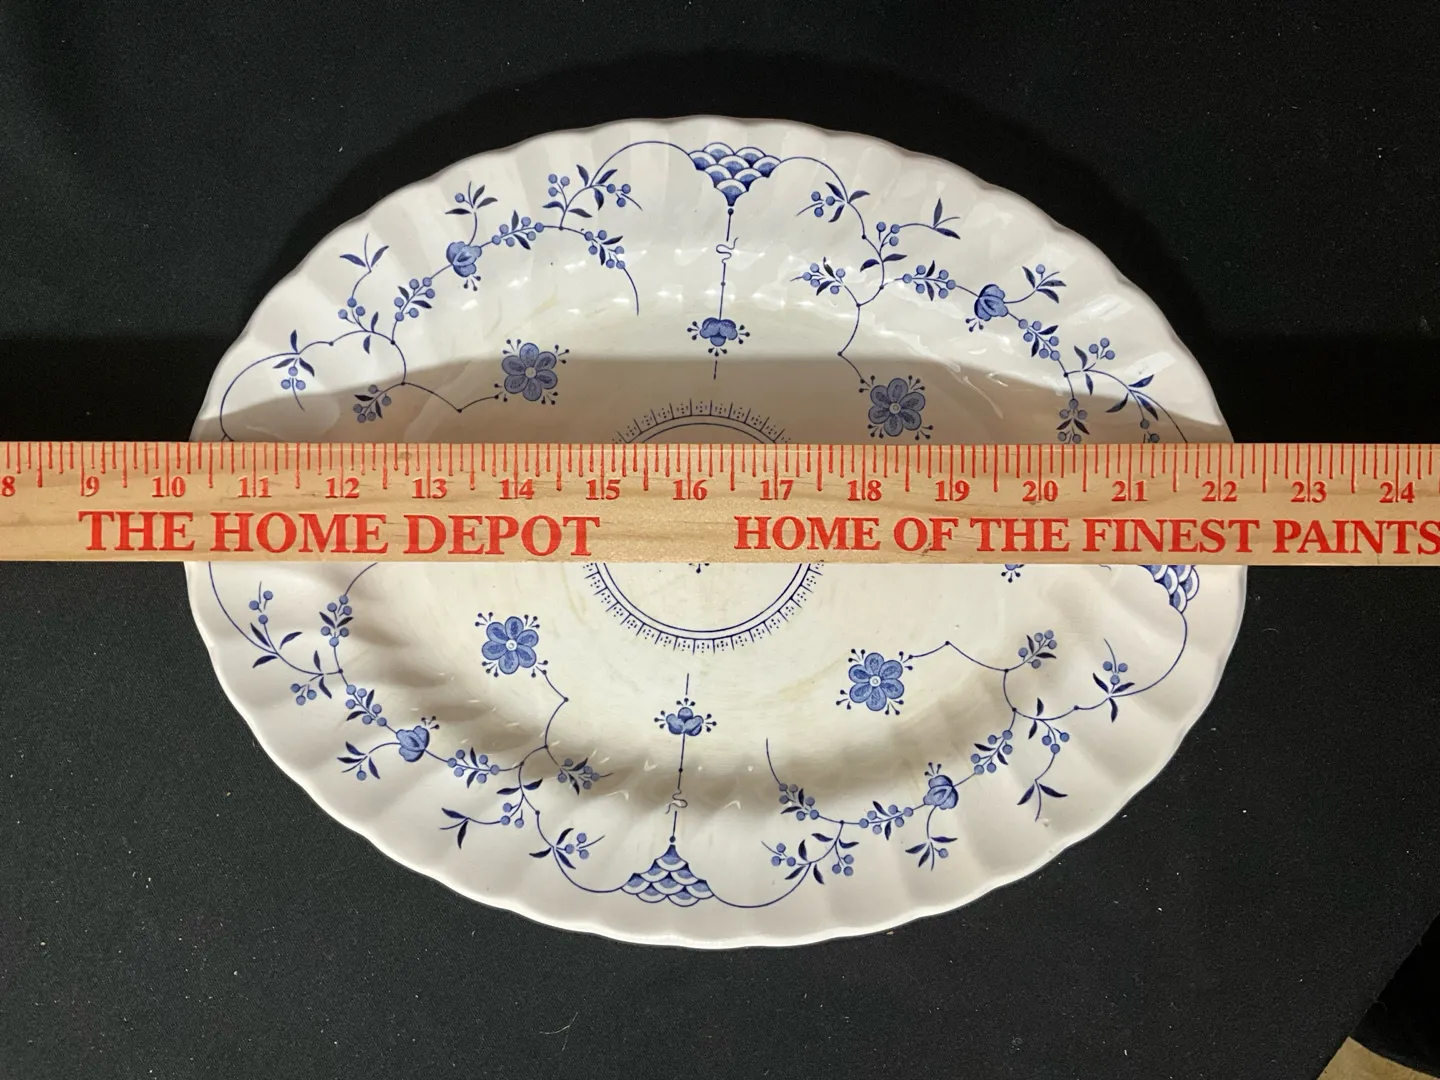 8 9 10 11 12 13 14 15 16 17 18 19 20 21 22 23 24
THE HOME DEPOT HOME OF THE FINEST PAINTS